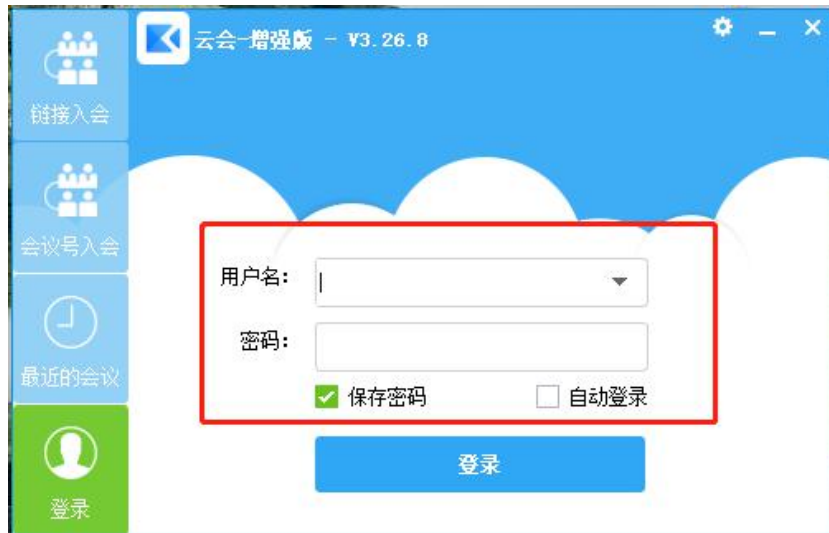 云会-增强版 - V3.26.8
链接入会
会议号入会
最近的会议
登录
用户名:
密码:
保存密码 自动登录
登录